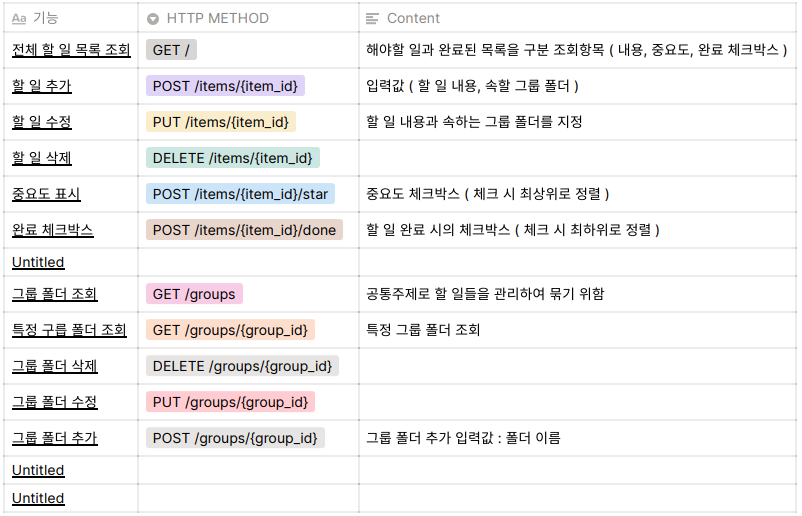 Aa 기능 HTTP METHOD Content
전체 할 일 목록 조회 GET / 해야할 일과 완료된 목록을 구분 조회항목 ( 내용, 중요도, 완료 체크박스 )
할 일 추가 POST /items/{item_id} 입력값 ( 할 일 내용, 속할 그룹 폴더 )
할 일 수정 PUT /items/{item_id} 할 일 내용과 속하는 그룹 폴더를 지정
할 일 삭제 DELETE /items/{item_id}
중요도 표시 POST /items/{item_id}/star 중요도 체크박스 ( 체크 시 최상위로 정렬 )
완료 체크박스 POST /items/{item_id}/done 할 일 완료 시의 체크박스 ( 체크 시 최하위로 정렬 )
Untitled
그룹 폴더 조회 GET /groups 공통주제로 할 일들을 관리하여 묶기 위함
특정 구릅 폴더 조회 GET /groups/{group_id} 특정 그룹 폴더 조회
그룹 폴더 삭제 DELETE /groups/{group_id}
그룹 폴더 수정 PUT /groups/{group_id}
그룹 폴더 추가 POST /groups/{group_id} 그룹 폴더 추가 입력값 : 폴더 이름
Untitled
Untitled